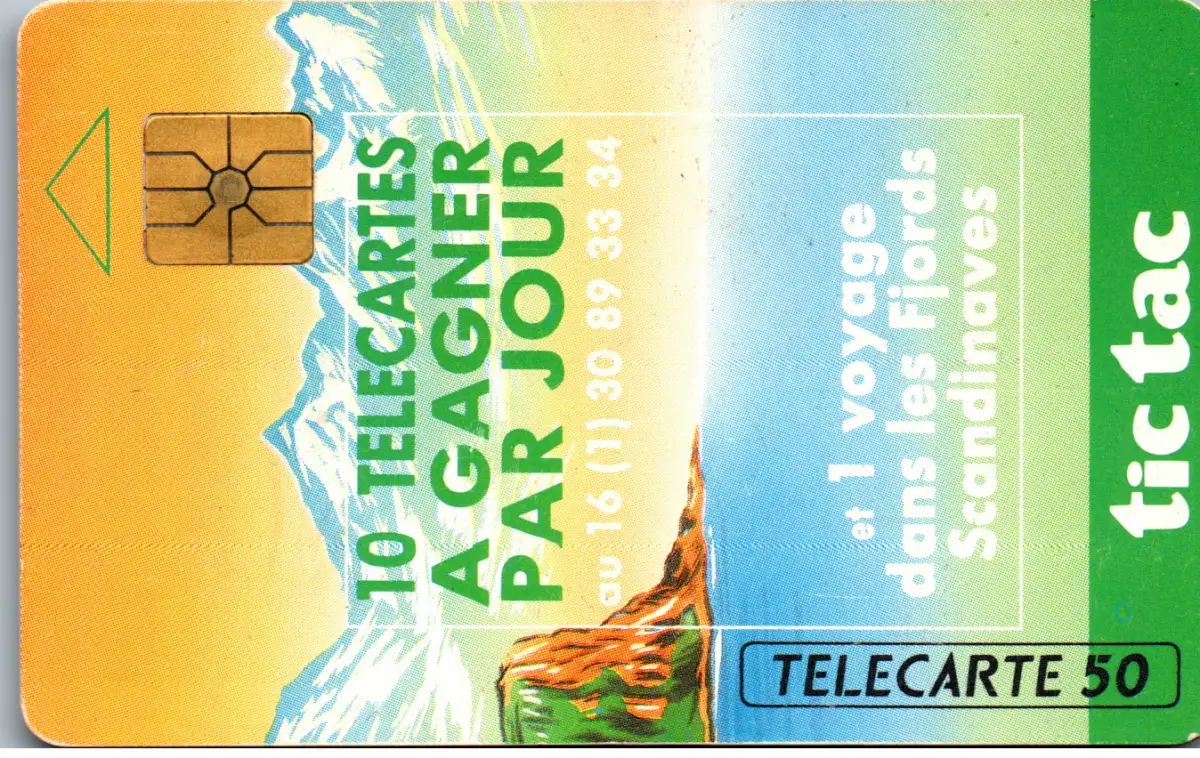 10 TELECARTES
A GAGNER
PAR JOUR
au 16 (1) 30 89 33 34
et 1 voyage
dans les Fjords
Scandinaves
tic tac
TELECARTE 50